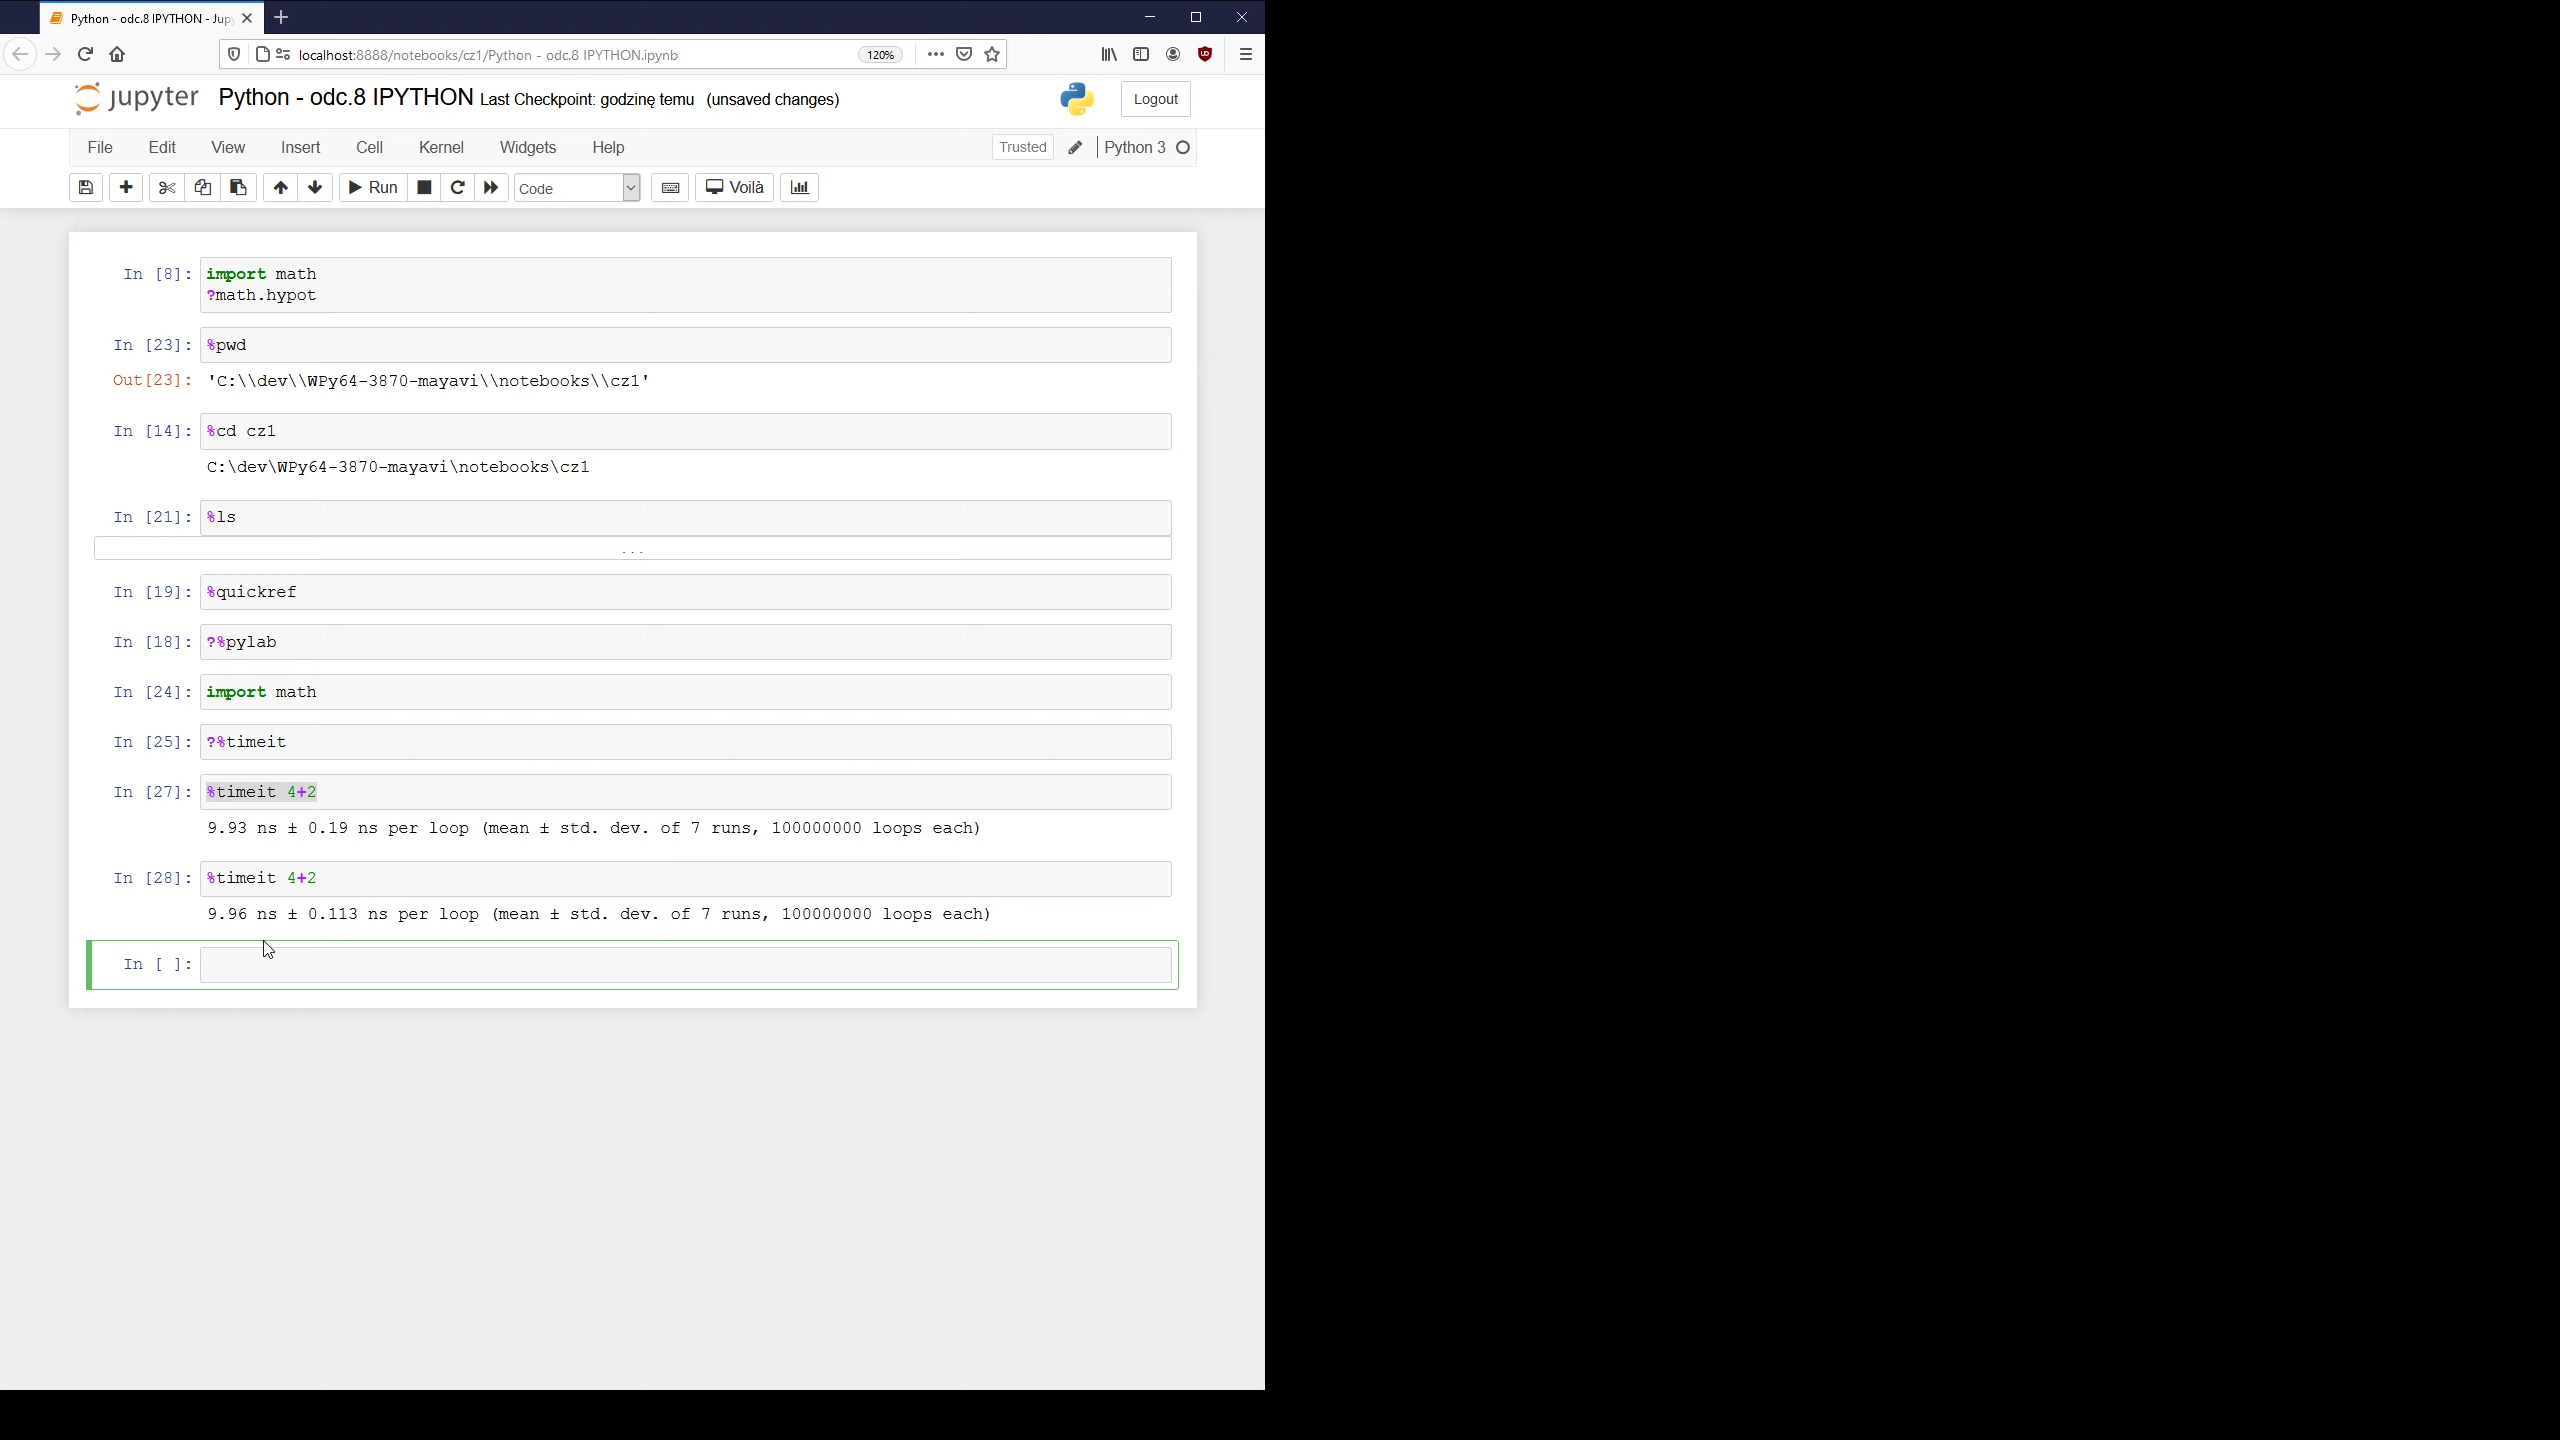 Python - odc.8 IPYTHON - Jup
localhost:8888/notebooks/cz1/Python - odc.8 IPYTHON.ipynb
120%
jupyter Python - odc.8 IPYTHON Last Checkpoint: godzinę temu (unsaved changes)
Logout
File Edit View Insert Cell Kernel Widgets Help
Trusted Python 3
Run Code Voilà
In [8]: import math
?math.hypot
In [23]: %pwd
Out[23]: 'C:\\dev\\WPy64-3870-mayavi\\notebooks\\cz1'
In [14]: %cd cz1
C:\dev\WPy64-3870-mayavi\notebooks\cz1
In [21]: %ls
...
In [19]: %quickref
In [18]: ?%pylab
In [24]: import math
In [25]: ?%timeit
In [27]: %timeit 4+2
9.93 ns ± 0.19 ns per loop (mean ± std. dev. of 7 runs, 100000000 loops each)
In [28]: %timeit 4+2
9.96 ns ± 0.113 ns per loop (mean ± std. dev. of 7 runs, 100000000 loops each)
In [ ]: